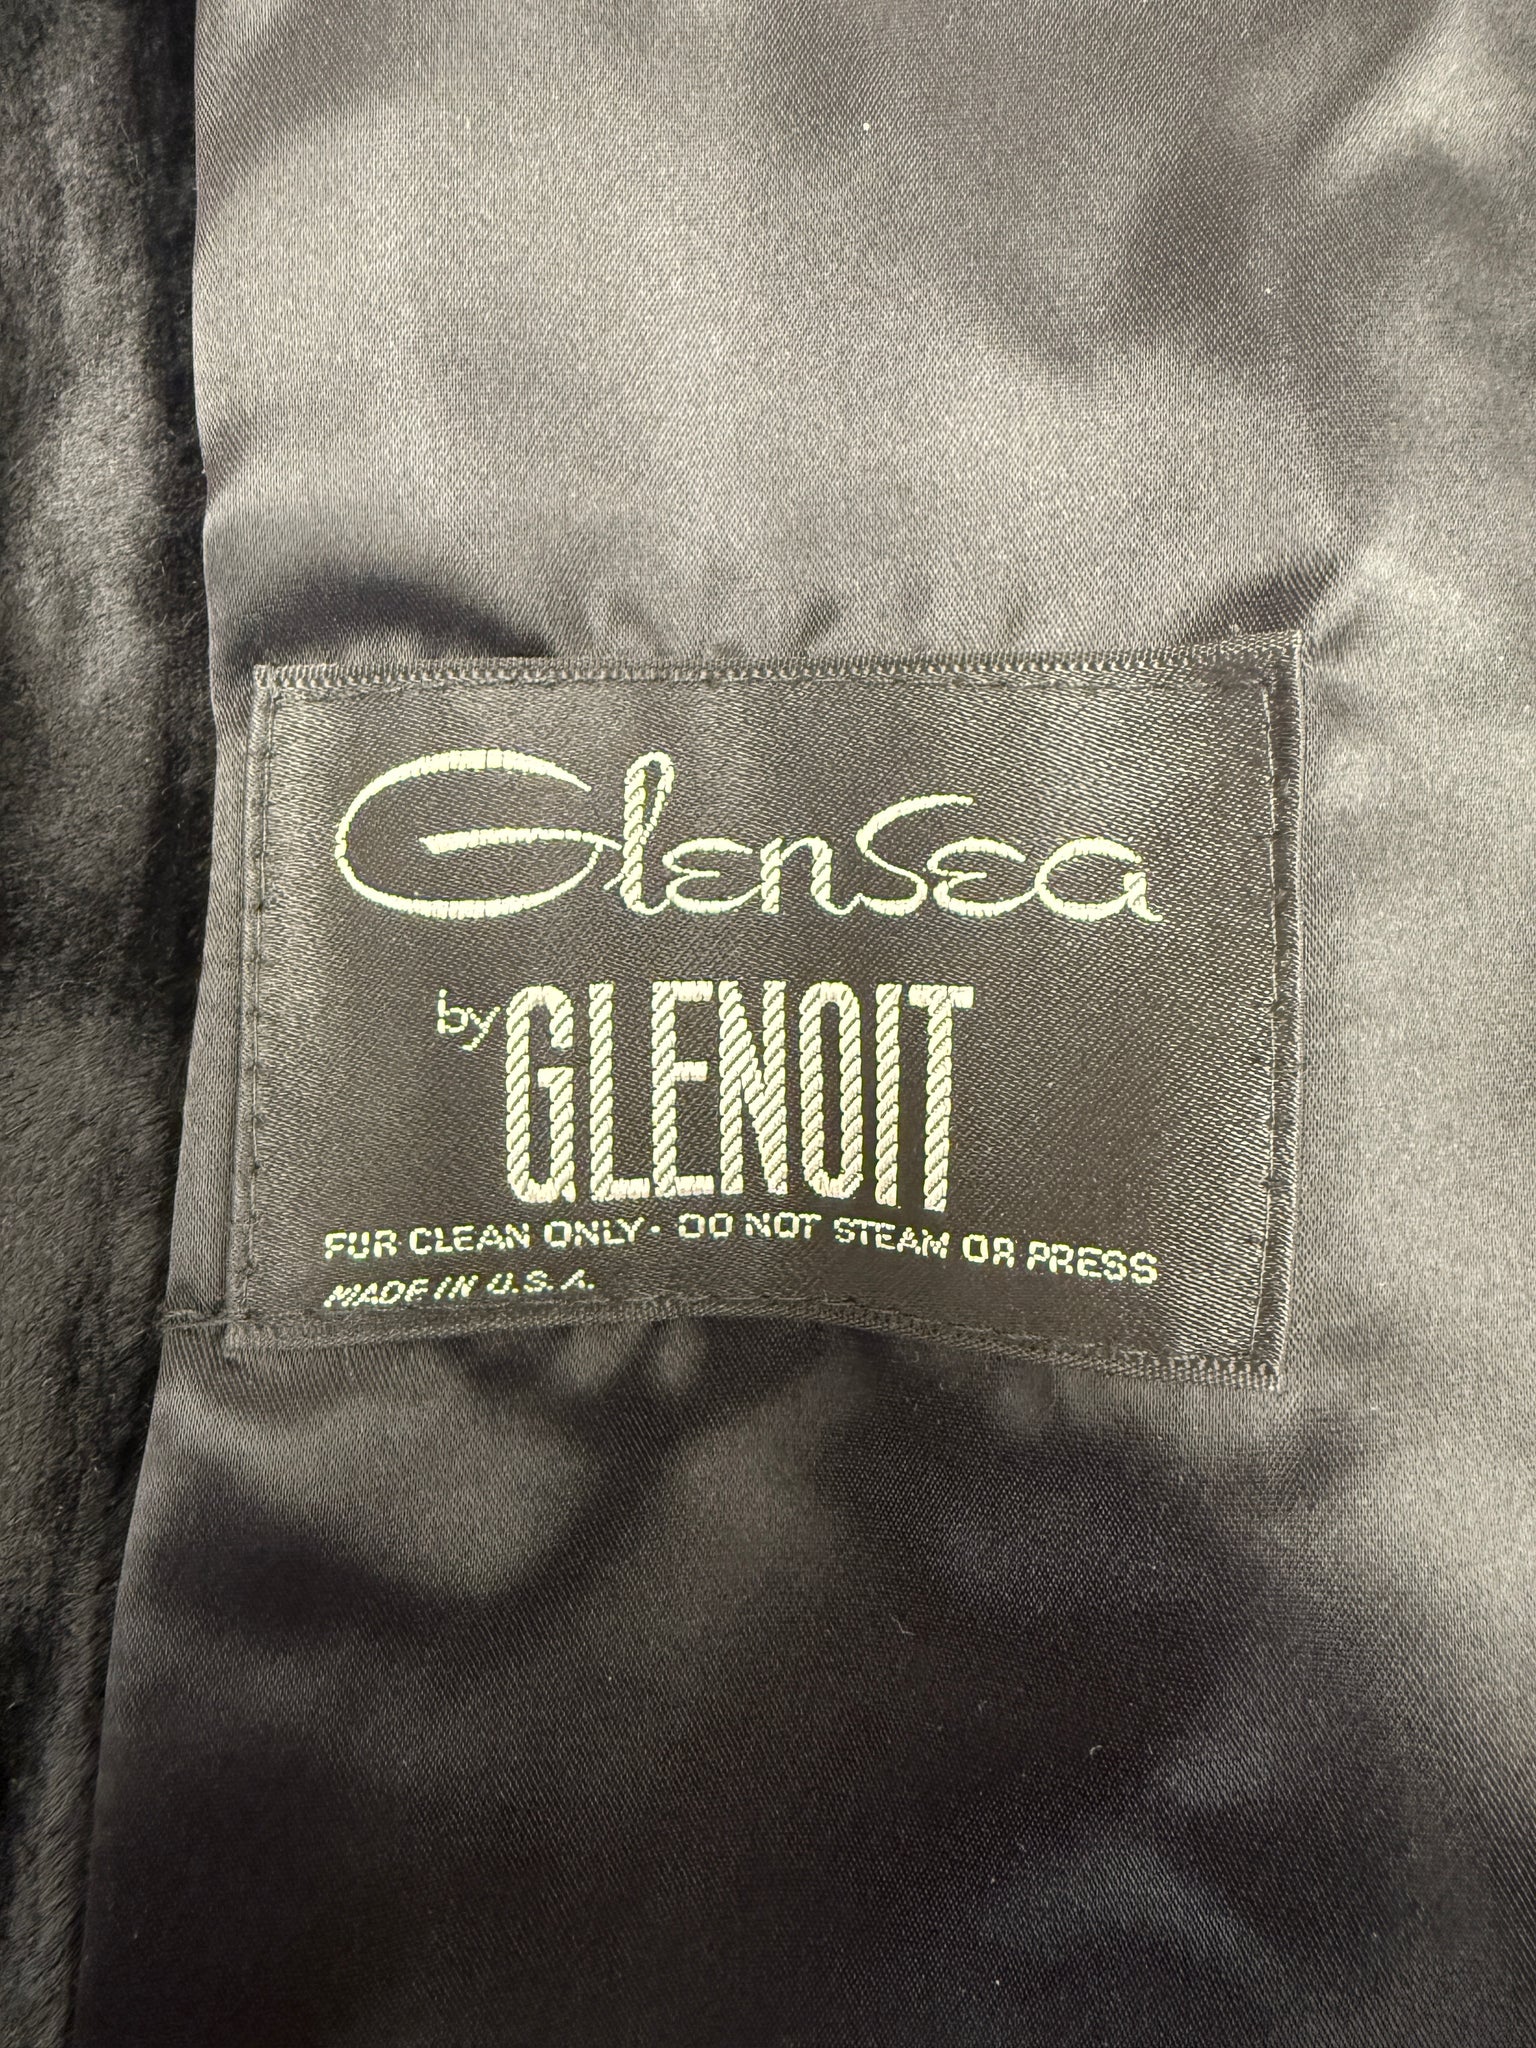 Glensea
by GLENOIT
FUR CLEAN ONLY· DO NOT STEAM OR PRESS
MADE IN U.S.A.